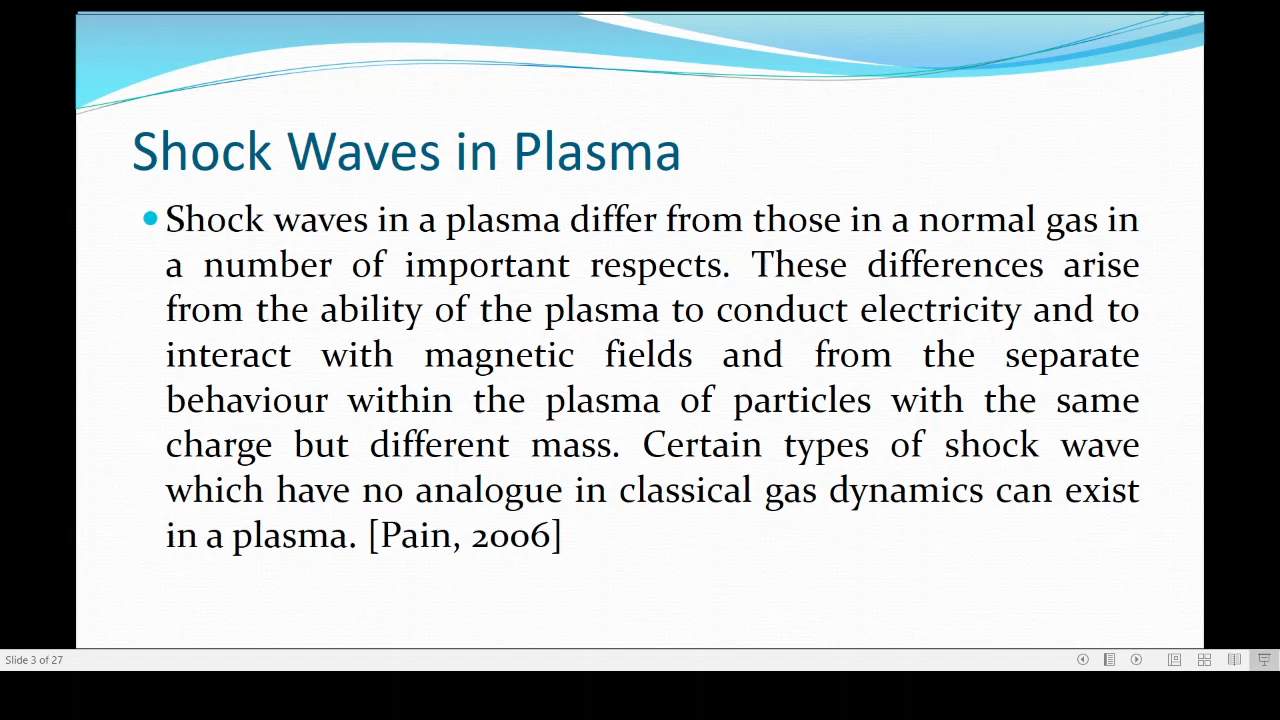 Shock Waves in Plasma
Shock waves in a plasma differ from those in a normal gas in
a number of important respects. These differences arise
from the ability of the plasma to conduct electricity and to
interact with magnetic fields and from the separate
behaviour within the plasma of particles with the same
charge but different mass. Certain types of shock wave
which have no analogue in classical gas dynamics can exist
in a plasma. [Pain, 2006]
Slide 3 of 27